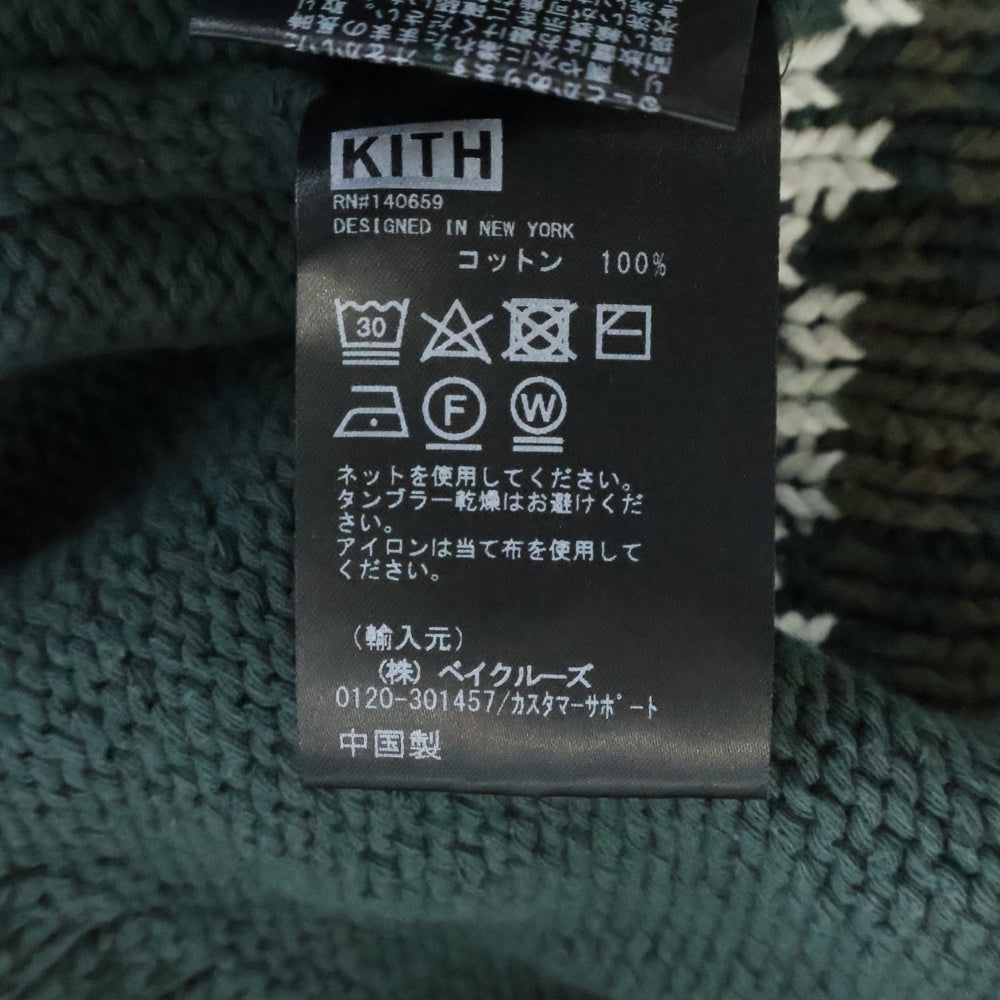 KITH
RN#140659
DESIGNED IN NEW YORK
コットン 100%
30
F W
ネットを使用してください。
タンブラー乾燥はお避けくだ
さい。
アイロンは当て布を使用して
ください。
(輸入元)
(株) ベイクルーズ
0120-301457/カスタマーサポート
中国製